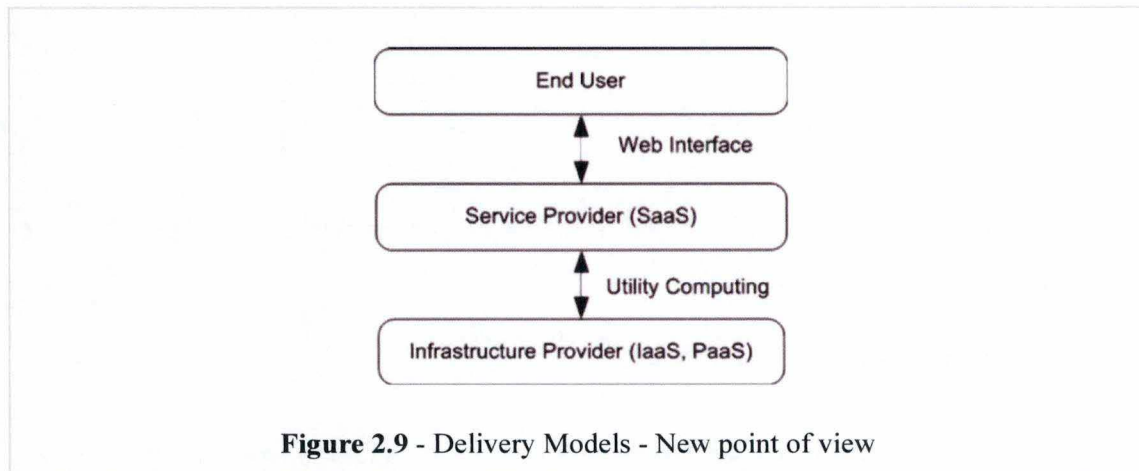 End User
Web Interface
Service Provider (SaaS)
Utility Computing
Infrastructure Provider (IaaS, PaaS)
Figure 2.9 - Delivery Models - New point of view